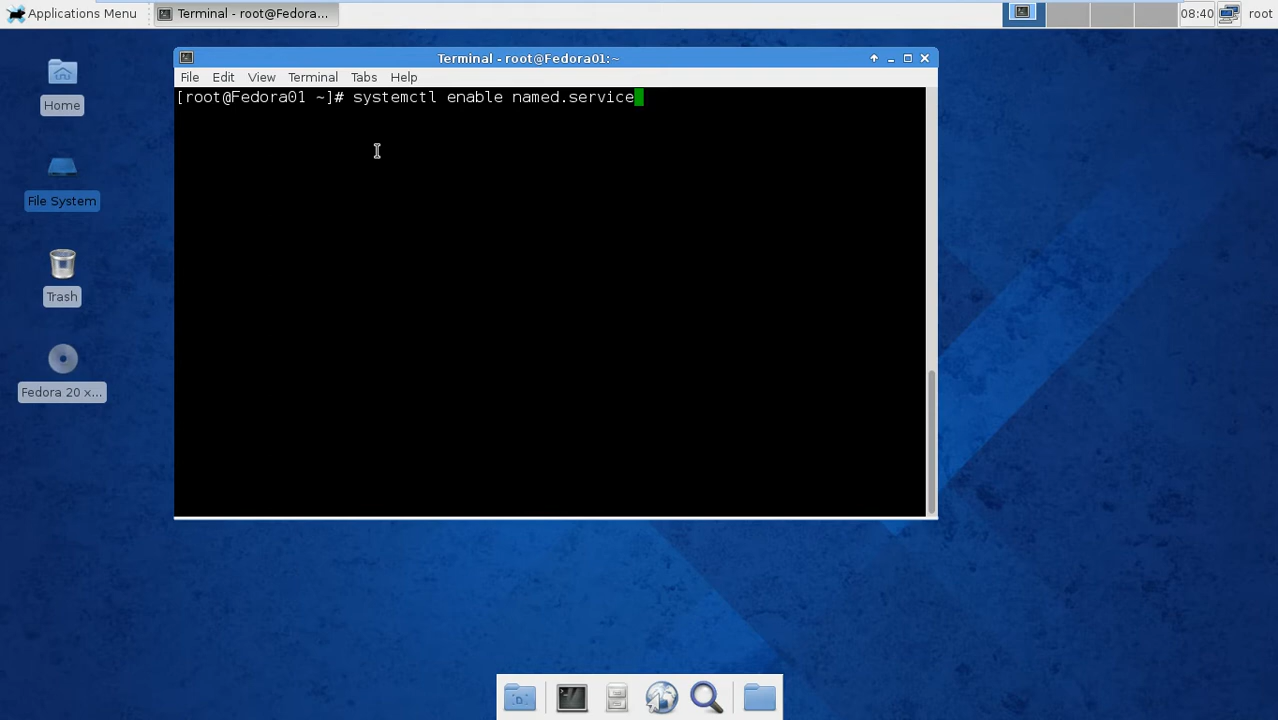 Applications Menu
Terminal - root@Fedora...
08:40
root
Home
File System
Trash
Fedora 20 x...
Terminal - root@Fedora01:~
File Edit View Terminal Tabs Help
[root@Fedora01 ~]# systemctl enable named.service